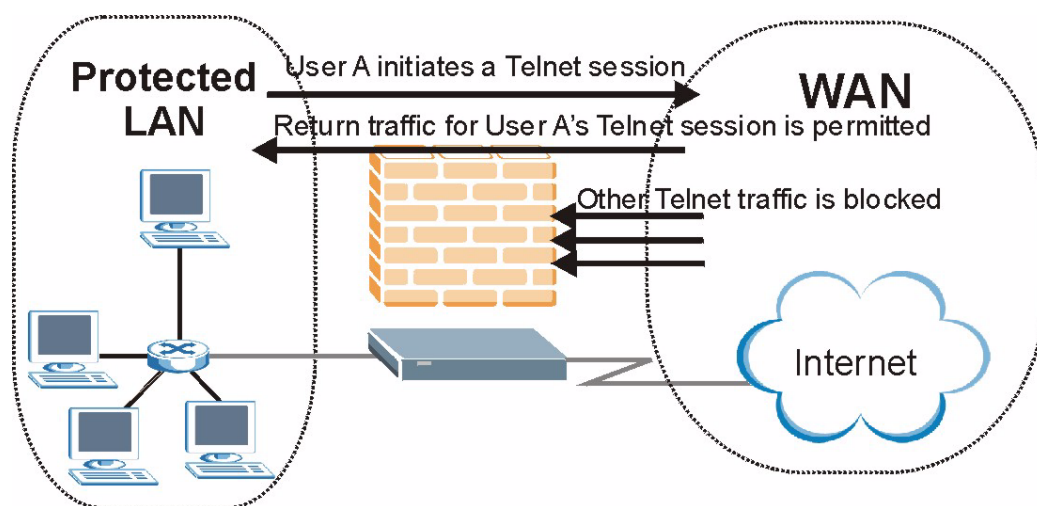 Protected
LAN
User A initiates a Telnet session
WAN
Return traffic for User A's Telnet session is permitted
Other Telnet traffic is blocked
Internet